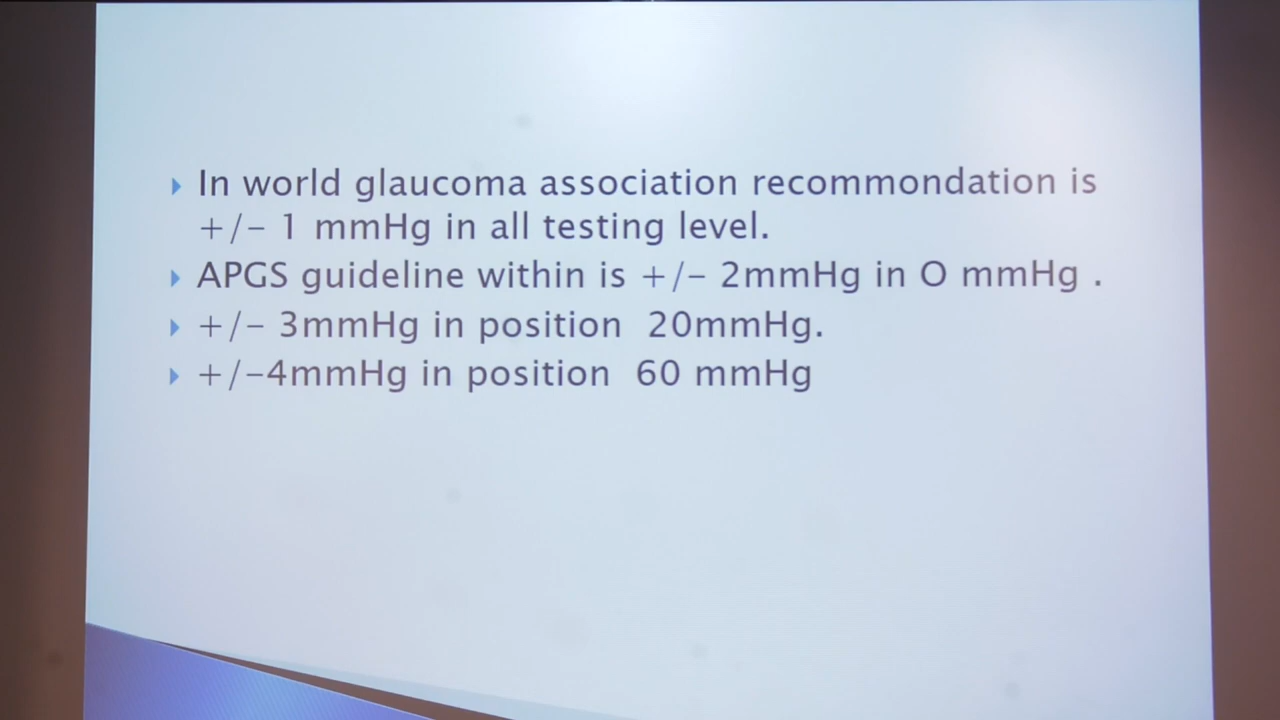 In world glaucoma association recommondation is
+/- 1 mmHg in all testing level.
APGS guideline within is +/- 2mmHg in O mmHg .
+/- 3mmHg in position 20mmHg.
+/-4mmHg in position 60 mmHg